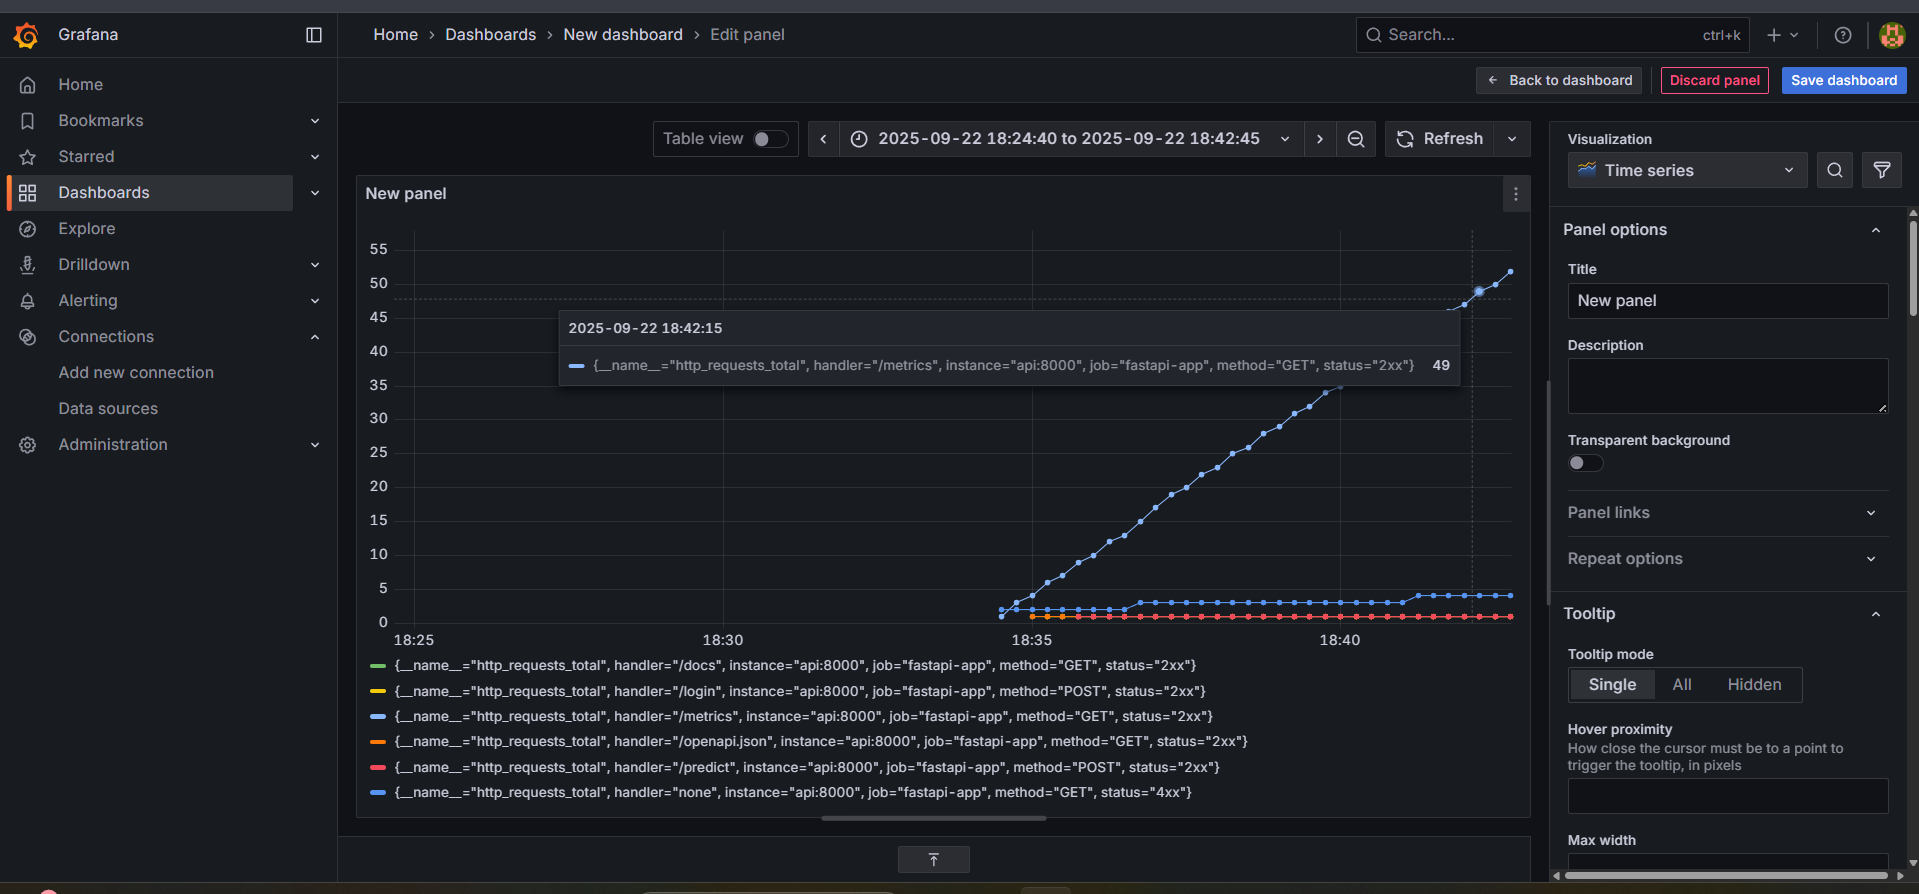 Grafana
Home › Dashboards › New dashboard › Edit panel
Search...
ctrl+k
Back to dashboard
Discard panel
Save dashboard
Home
Bookmarks
Starred
Dashboards
Explore
Drilldown
Alerting
Connections
Add new connection
Data sources
Administration
Table view
2025-09-22 18:24:40 to 2025-09-22 18:42:45
Refresh
New panel
55
50
45
40
35
30
25
20
15
10
5
0
18:25
18:30
18:35
18:40
2025-09-22 18:42:15
{__name__="http_requests_total", handler="/metrics", instance="api:8000", job="fastapi-app", method="GET", status="2xx"} 49
{__name__="http_requests_total", handler="/docs", instance="api:8000", job="fastapi-app", method="GET", status="2xx"}
{__name__="http_requests_total", handler="/login", instance="api:8000", job="fastapi-app", method="POST", status="2xx"}
{__name__="http_requests_total", handler="/metrics", instance="api:8000", job="fastapi-app", method="GET", status="2xx"}
{__name__="http_requests_total", handler="/openapi.json", instance="api:8000", job="fastapi-app", method="GET", status="2xx"}
{__name__="http_requests_total", handler="/predict", instance="api:8000", job="fastapi-app", method="POST", status="2xx"}
{__name__="http_requests_total", handler="none", instance="api:8000", job="fastapi-app", method="GET", status="4xx"}
Visualization
Time series
Panel options
Title
New panel
Description
Transparent background
Panel links
Repeat options
Tooltip
Tooltip mode
Single
All
Hidden
Hover proximity
How close the cursor must be to a point to
trigger the tooltip, in pixels
Max width